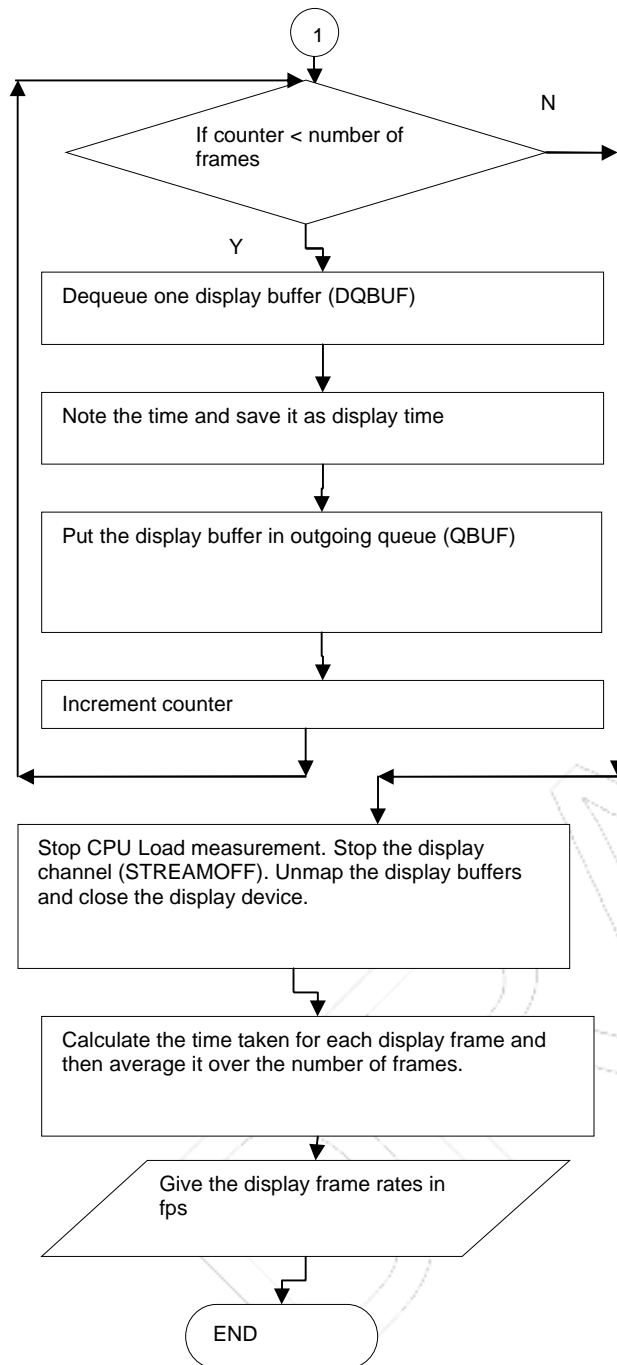 1
N
If counter < number of
frames
Y
Dequeue one display buffer (DQBUF)
Note the time and save it as display time
Put the display buffer in outgoing queue (QBUF)
Increment counter
Stop CPU Load measurement. Stop the display
channel (STREAMOFF). Unmap the display buffers
and close the display device.
Calculate the time taken for each display frame and
then average it over the number of frames.
Give the display frame rates in
fps
END